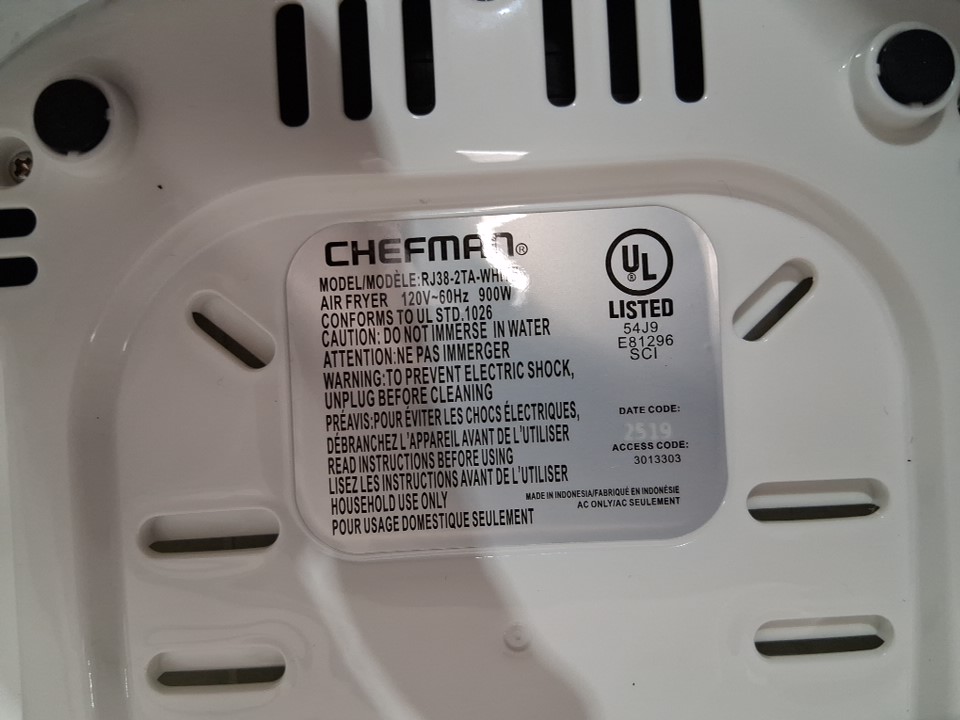 CHEFMAN®
MODEL/MODÈLE:RJ38-2TA-WHITE
AIR FRYER 120V~60Hz 900W
CONFORMS TO UL STD.1026
CAUTION: DO NOT IMMERSE IN WATER
ATTENTION:NE PAS IMMERGER
WARNING:TO PREVENT ELECTRIC SHOCK,
UNPLUG BEFORE CLEANING
PRÉAVIS:POUR ÉVITER LES CHOCS ÉLECTRIQUES,
DÉBRANCHEZ L'APPAREIL AVANT DE L'UTILISER
READ INSTRUCTIONS BEFORE USING
LISEZ LES INSTRUCTIONS AVANT DE L'UTILISER
HOUSEHOLD USE ONLY
POUR USAGE DOMESTIQUE SEULEMENT
UL®
LISTED
54J9
E81296
SCI
DATE CODE:
2519
ACCESS CODE:
3013303
MADE IN INDONESIA/FABRIQUÉ EN INDONÉSIE
AC ONLY/AC SEULEMENT